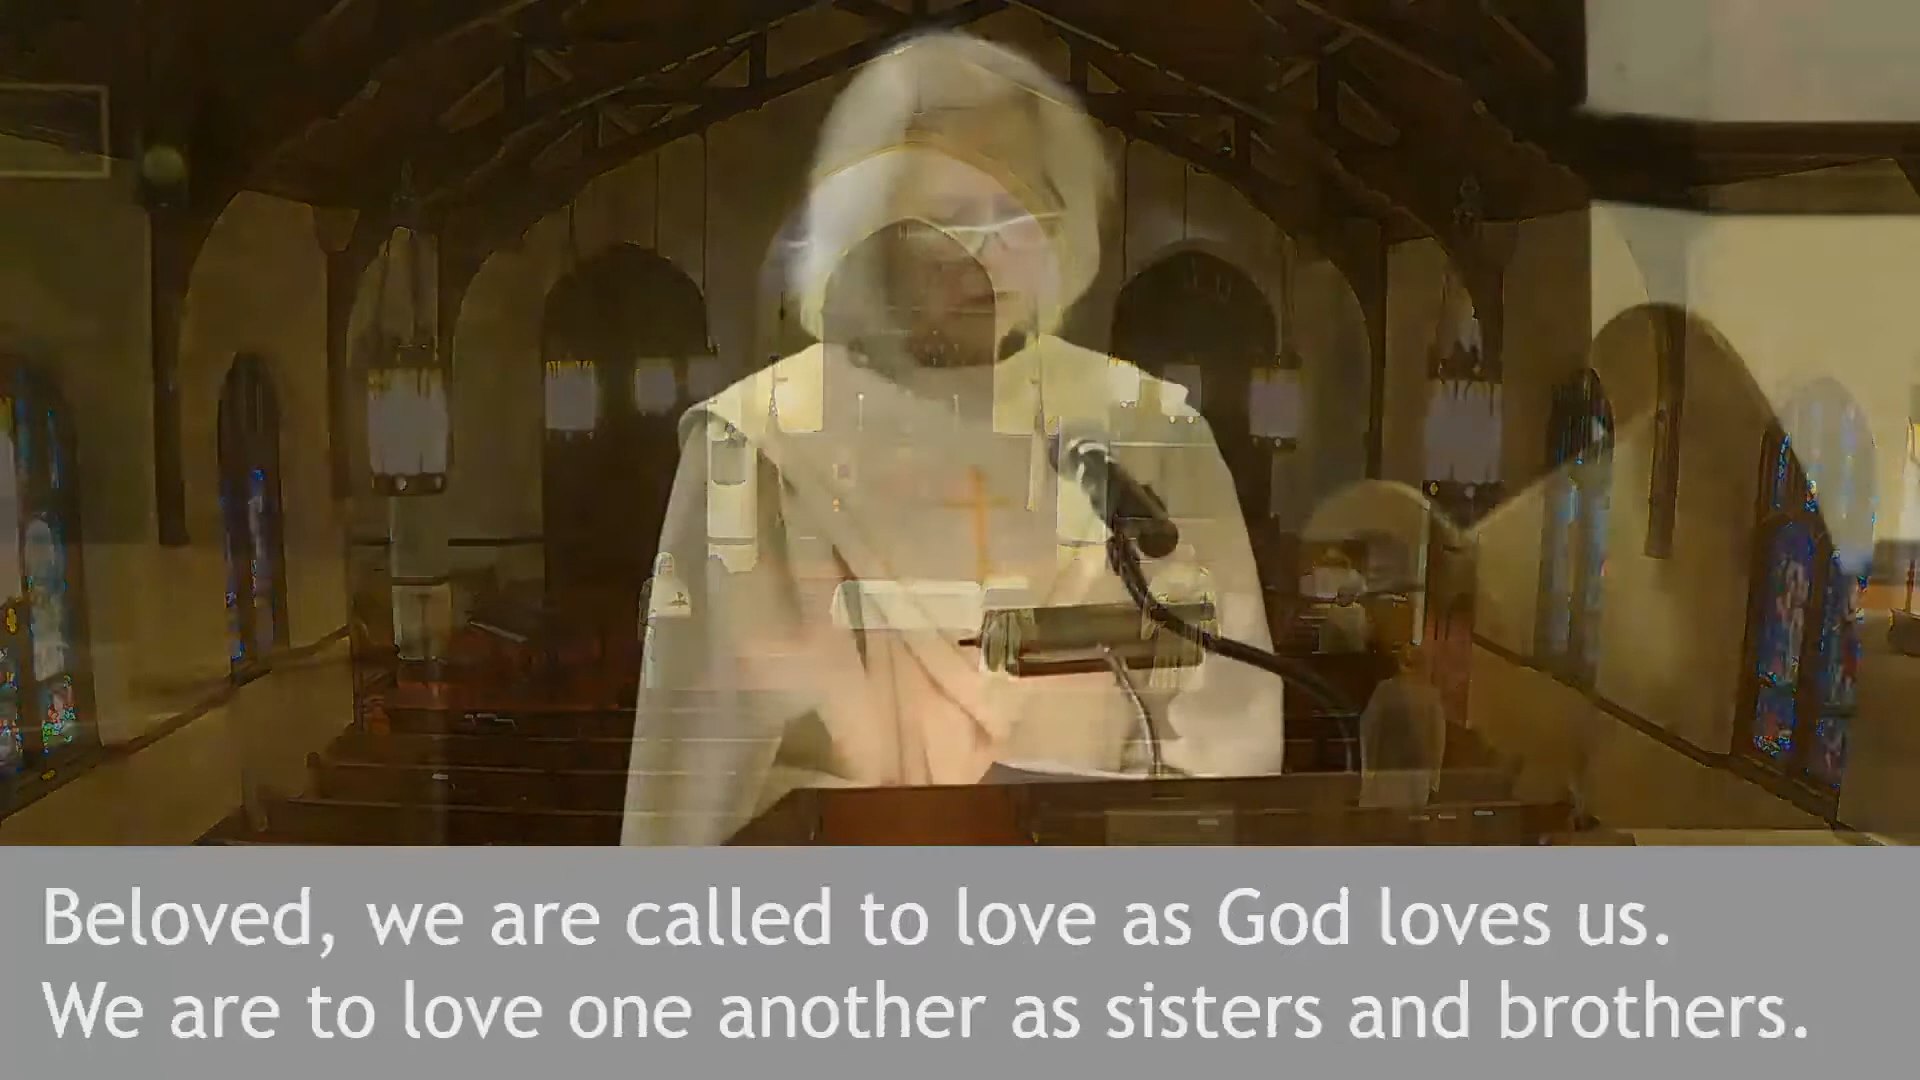 Beloved, we are called to love as God loves us.
We are to love one another as sisters and brothers.